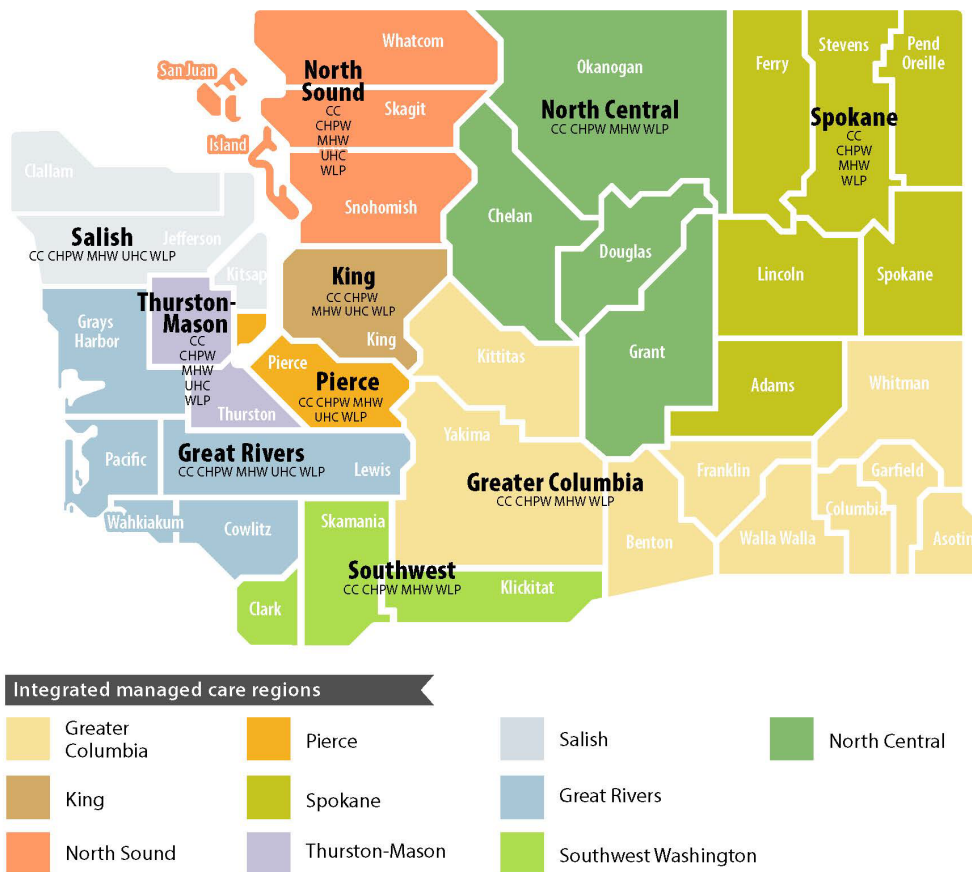 Whatcom
San Juan
North
Sound
CC
CHPW
MHW
UHC
WLP
Skagit
Island
Snohomish
Okanogan
North Central
CC CHPW MHW WLP
Chelan
Douglas
Grant
Ferry
Stevens
Pend
Oreille
Spokane
CC
CHPW
MHW
WLP
Lincoln
Spokane
Adams
Clallam
Jefferson
Salish
CC CHPW MHW UHC WLP
Kitsap
King
CC CHPW
MHW UHC WLP
King
Thurston-
Mason
CC
CHPW
MHW
UHC
WLP
Thurston
Grays
Harbor
Pierce
Pierce
CC CHPW MHW
UHC WLP
Kittitas
Yakima
Whitman
Great Rivers
CC CHPW MHW UHC WLP
Lewis
Pacific
Wahkiakum
Cowlitz
Greater Columbia
CC CHPW MHW WLP
Franklin
Garfield
Columbia
Benton
Walla Walla
Asotin
Skamania
Southwest
CC CHPW MHW WLP
Klickitat
Clark
Integrated managed care regions
Greater
Columbia
Pierce
Salish
North Central
King
Spokane
Great Rivers
North Sound
Thurston-Mason
Southwest Washington